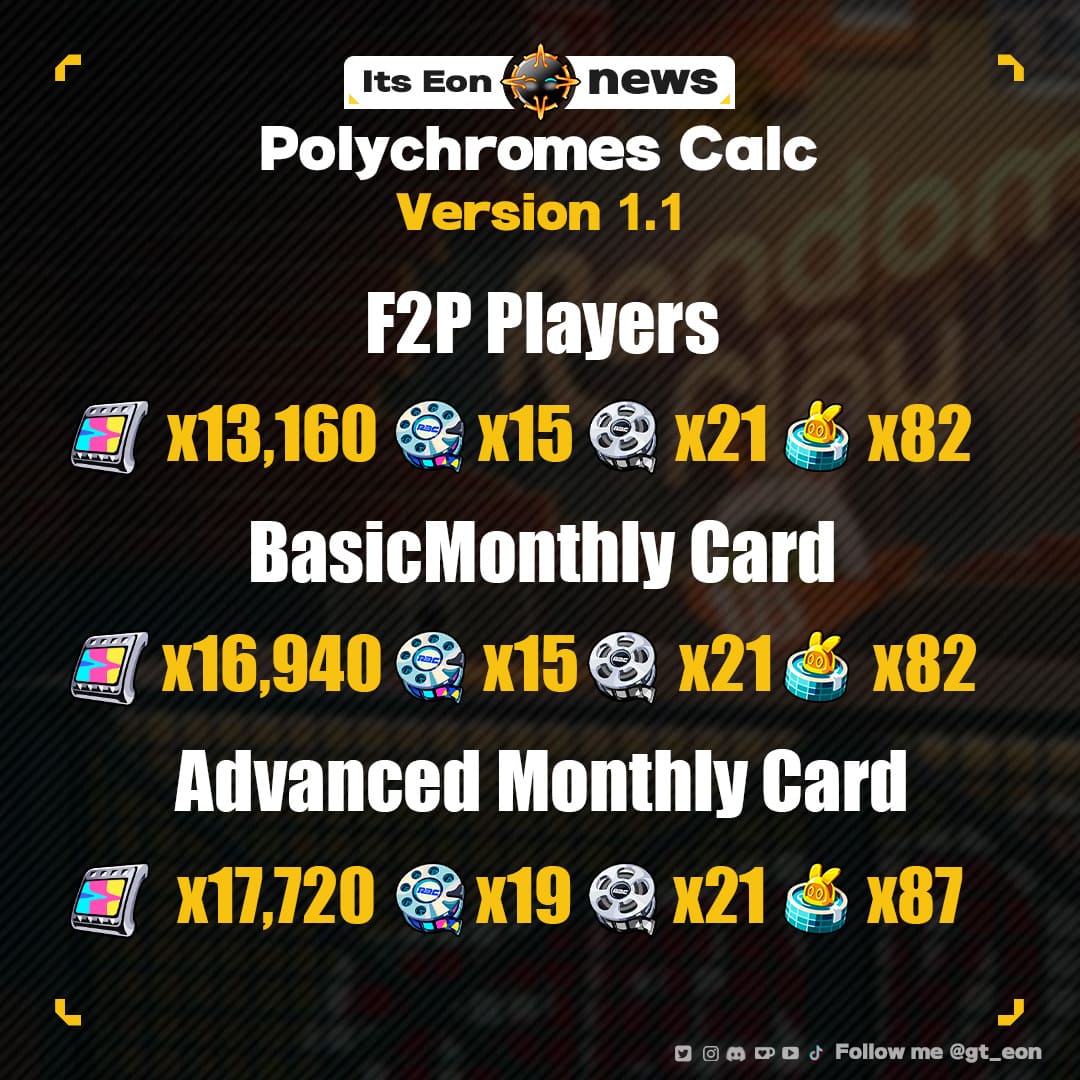 Its Eon news
Polychromes Calc
Version 1.1
F2P Players
x13,160 x15 x21 x82
BasicMonthly Card
x16,940 x15 x21 x82
Advanced Monthly Card
x17,720 x19 x21 x87
Follow me @gt_eon